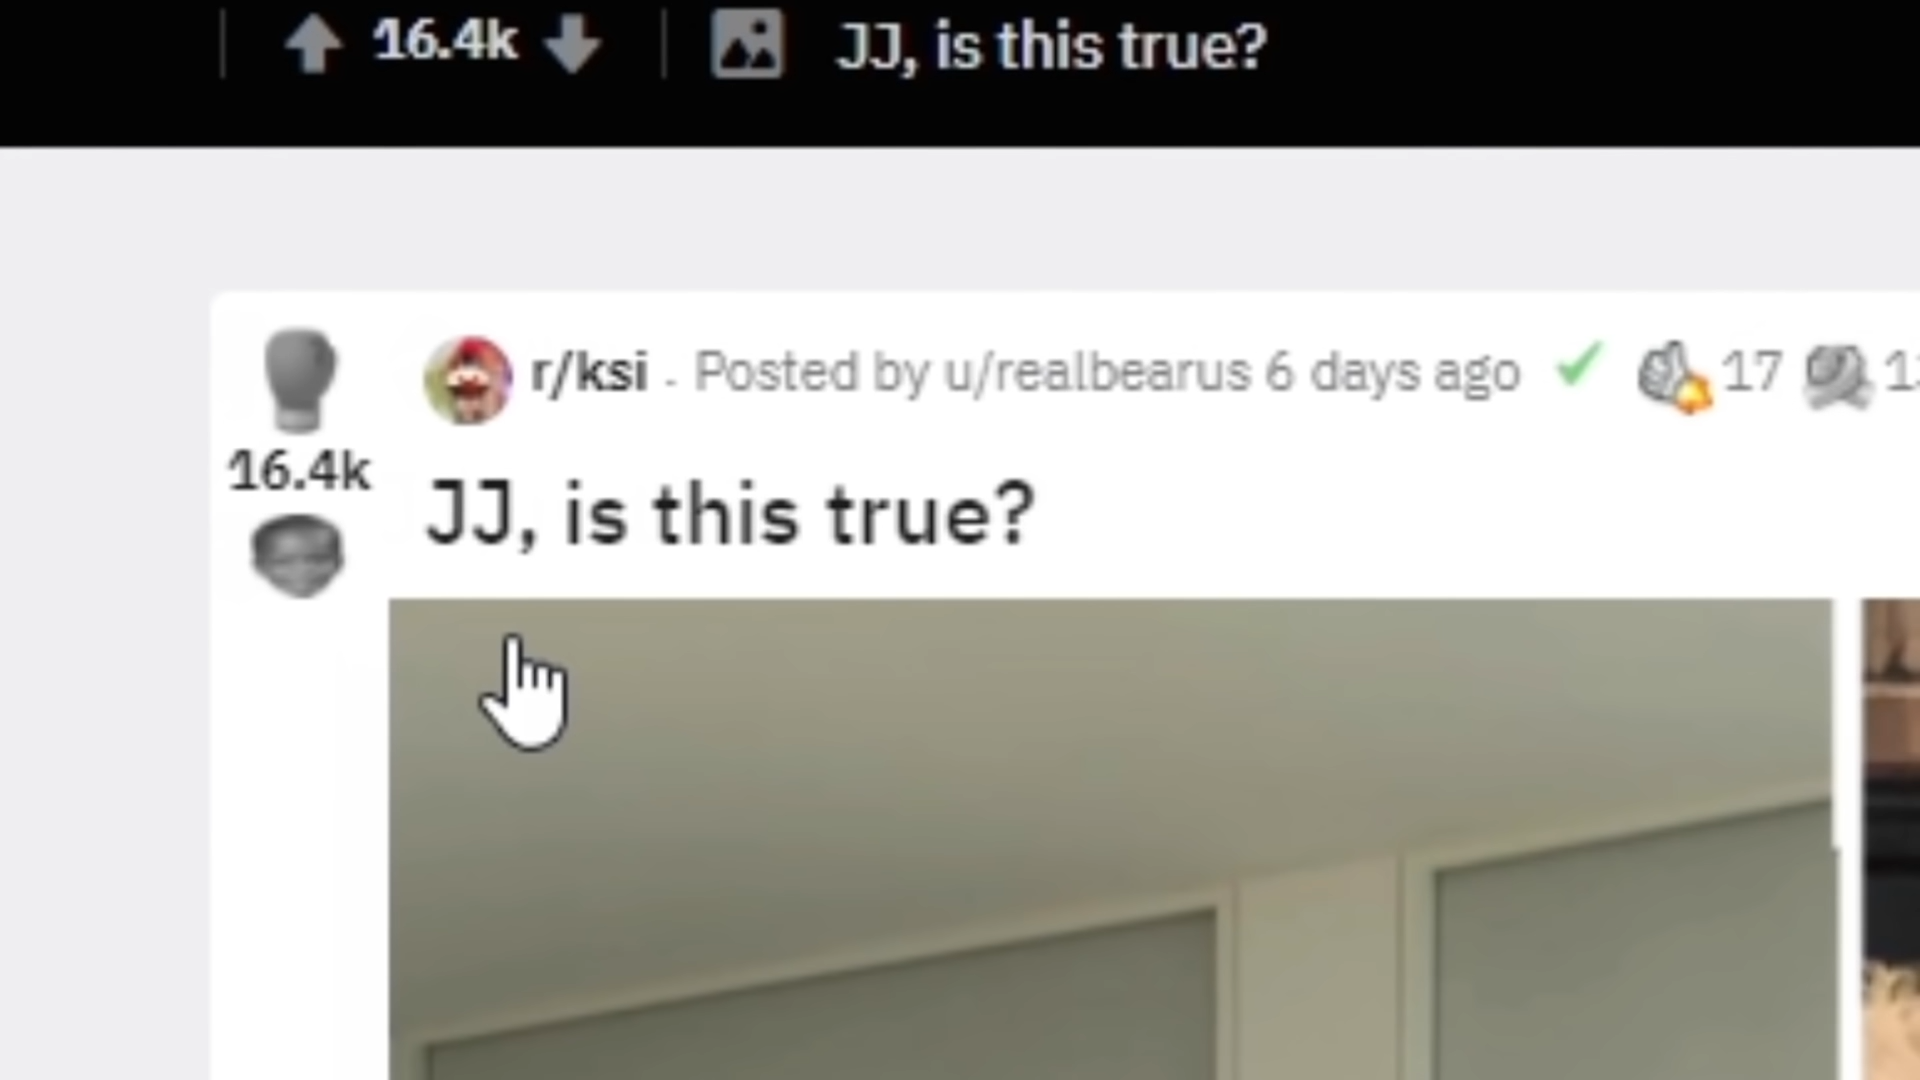 16.4k JJ, is this true?
r/ksi · Posted by u/realbearus 6 days ago 17
16.4k
JJ, is this true?